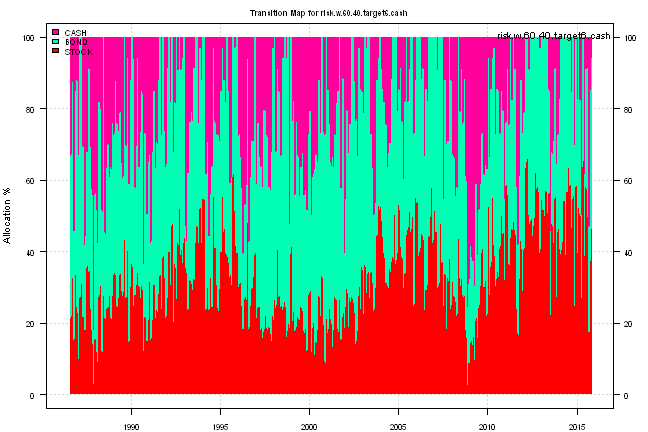 Transition Map for risk.w.60.40.target6.cash
CASH
BOND
STOCK
risk.w.60.40.target6.cash
100
80
60
40
20
0
Allocation %
100
80
60
40
20
0
1990 1995 2000 2005 2010 2015